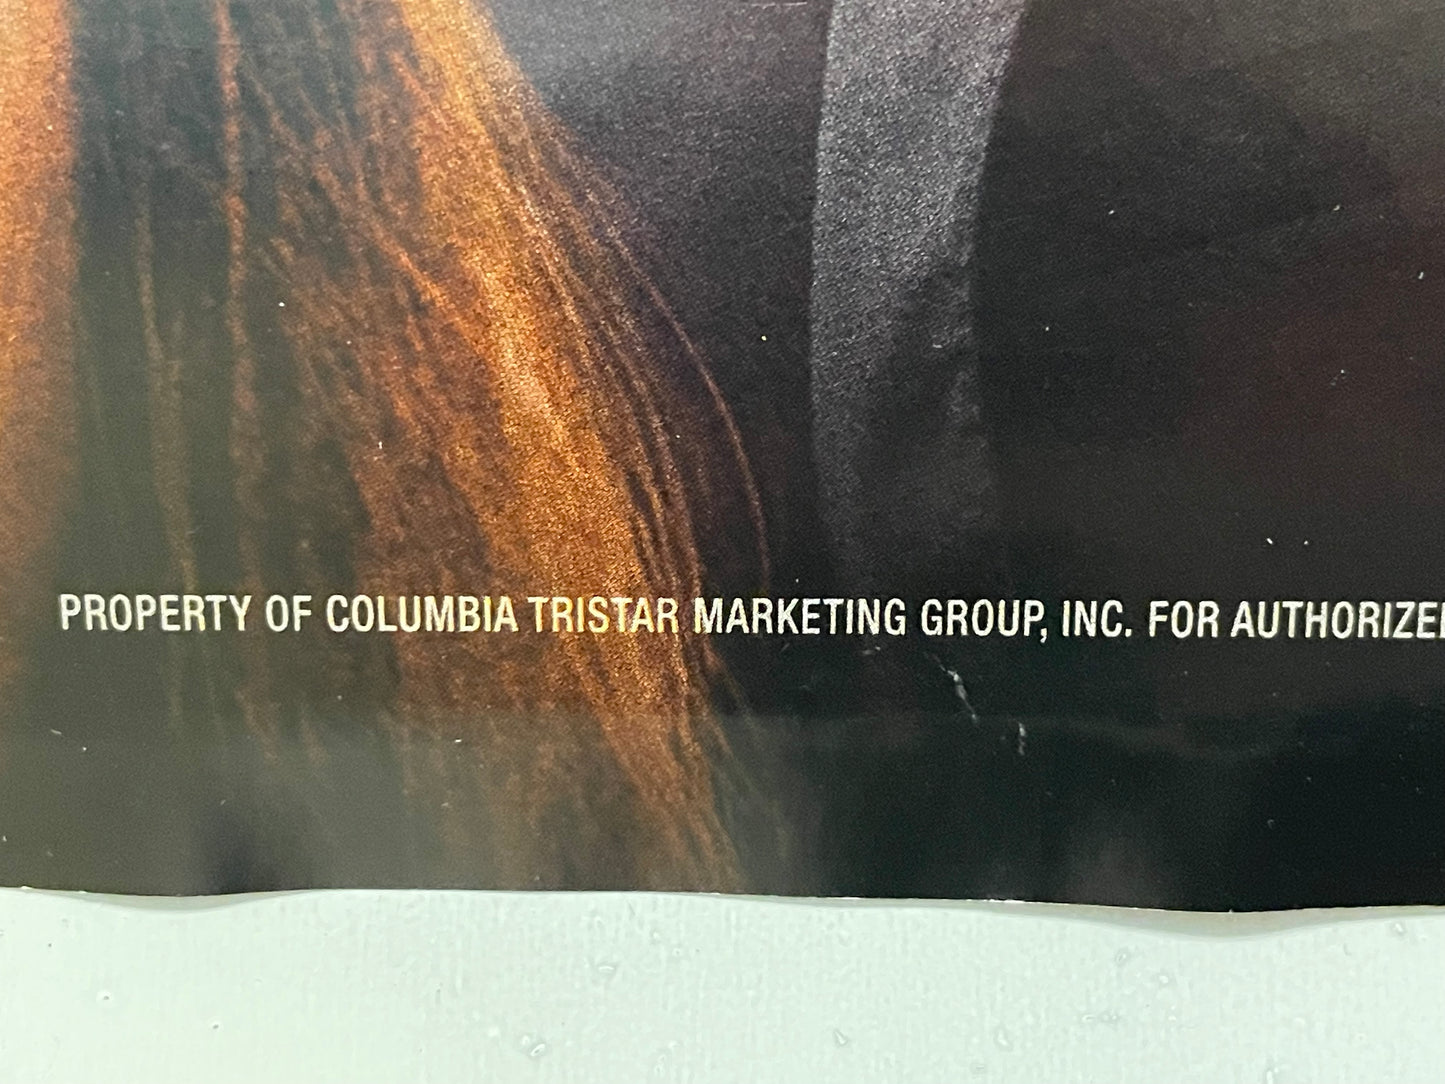 PROPERTY OF COLUMBIA TRISTAR MARKETING GROUP, INC. FOR AUTHORIZE